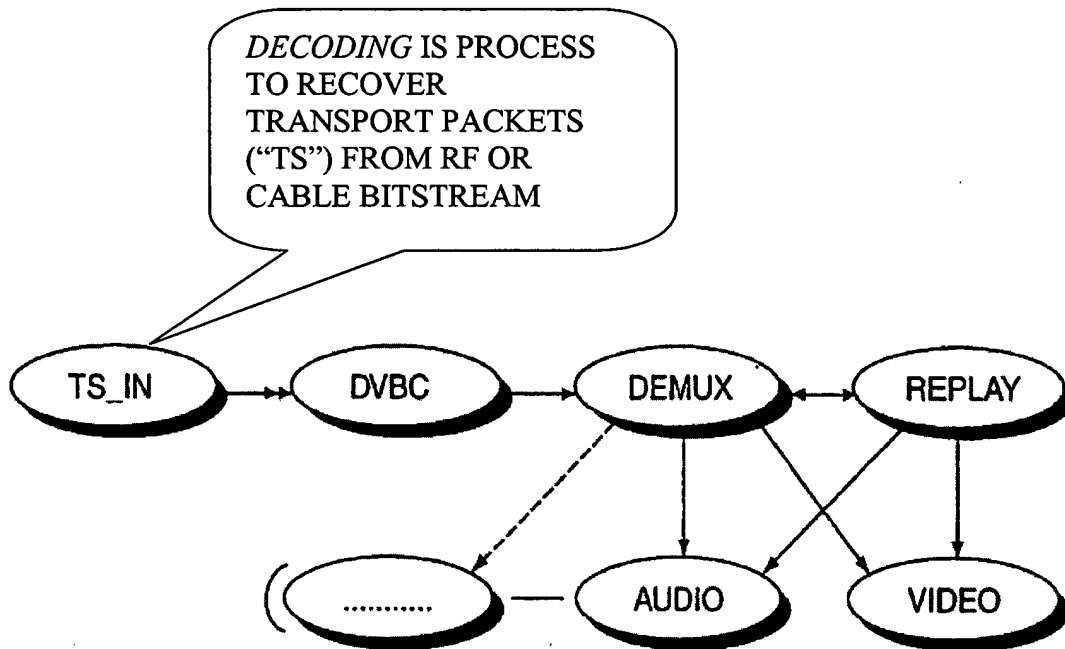 DECODING IS PROCESS
TO RECOVER
TRANSPORT PACKETS
(“TS”) FROM RF OR
CABLE BITSTREAM
TS_IN
DVBC
DEMUX
REPLAY
...........
AUDIO
VIDEO